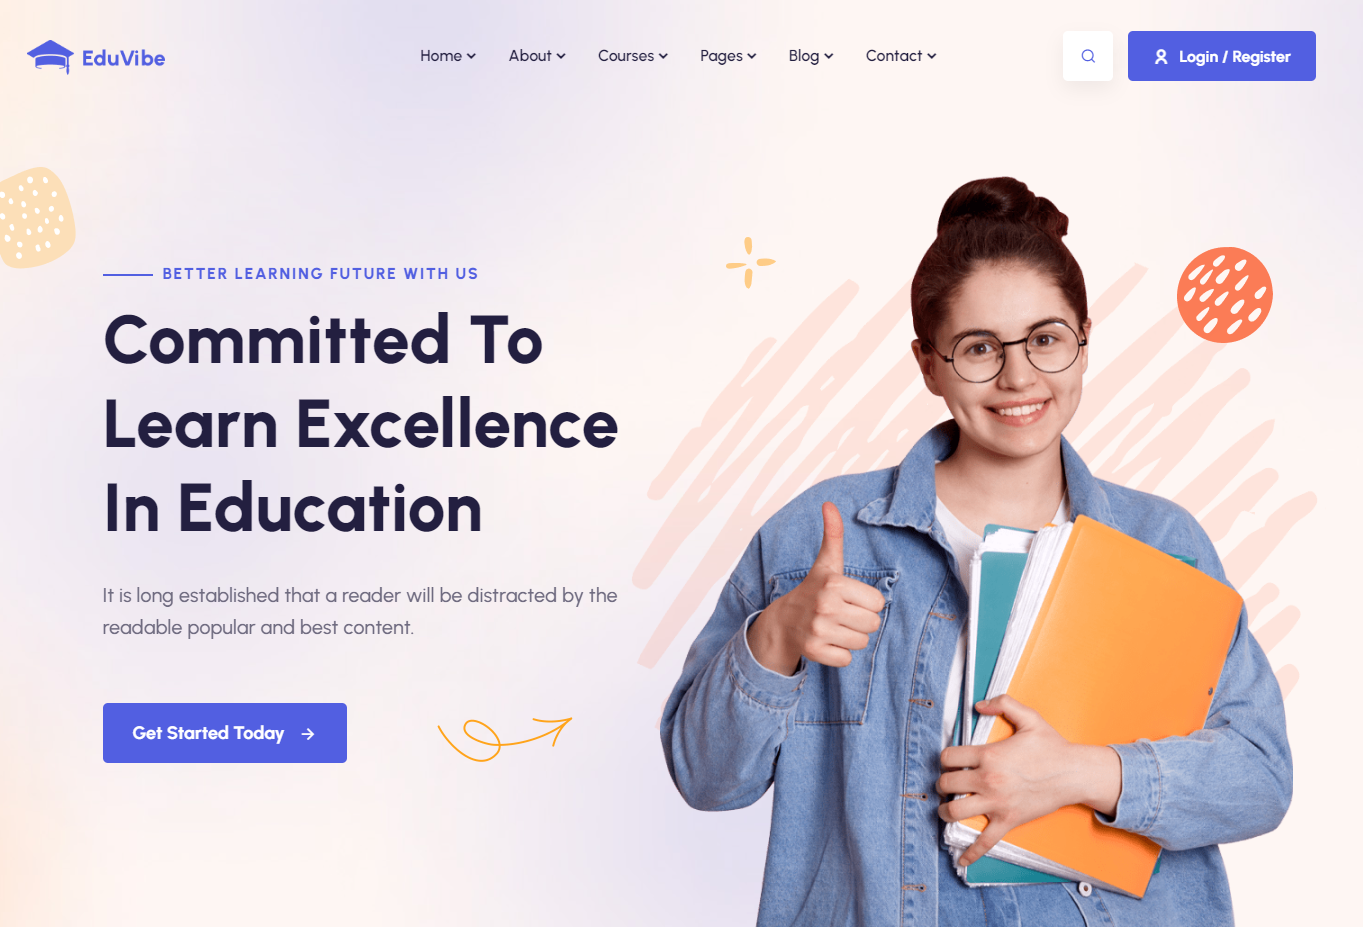 EduVibe
Home
About
Courses
Pages
Blog
Contact
Login / Register
BETTER LEARNING FUTURE WITH US
Committed To
Learn Excellence
In Education
It is long established that a reader will be distracted by the
readable popular and best content.
Get Started Today